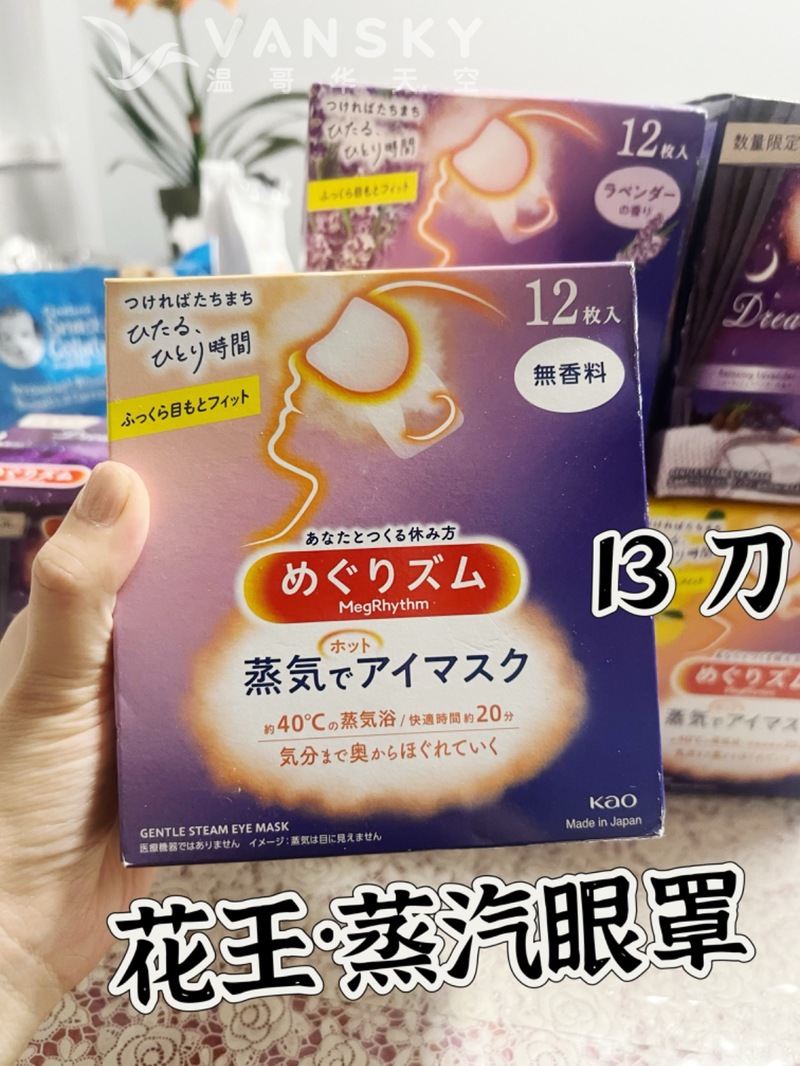 VANSKY
温哥华天空
つければたちまち
ひたる、
ひとり時間
ふっくら目もとフィット
12枚入
ラベンダー
の香り
数量限定
つければたちまち
ひたる、
ひとり時間
ふっくら目もとフィット
12枚入
無香料
あなたとつくる休み方
めぐりズム
MegRhythm
ホット
蒸気でアイマスク
約40℃の蒸気浴/快適時間約20分
気分まで奥からほぐれていく
Kao
Made in Japan
GENTLE STEAM EYE MASK
医療機器ではありません イメージ:蒸気は目に見えません
13 刀
めぐりズム
蒸気でアイマス
花王·蒸汽眼罩